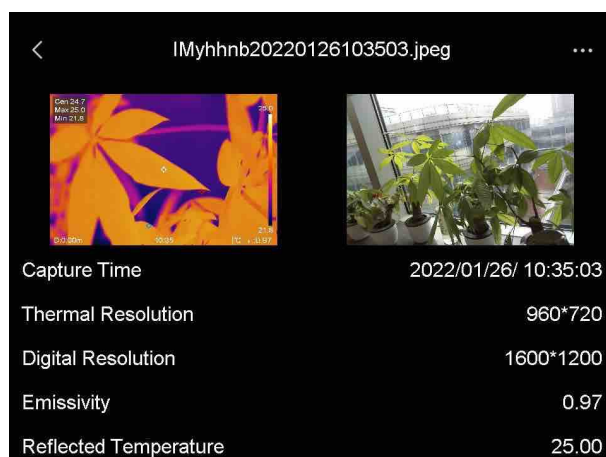 IMyhhnb20220126103503.jpeg
Cen 24.7
Max 25.0
Min 21.8
25.0
21.8
10:35
Capture Time 2022/01/26/ 10:35:03
Thermal Resolution 960*720
Digital Resolution 1600*1200
Emissivity 0.97
Reflected Temperature 25.00